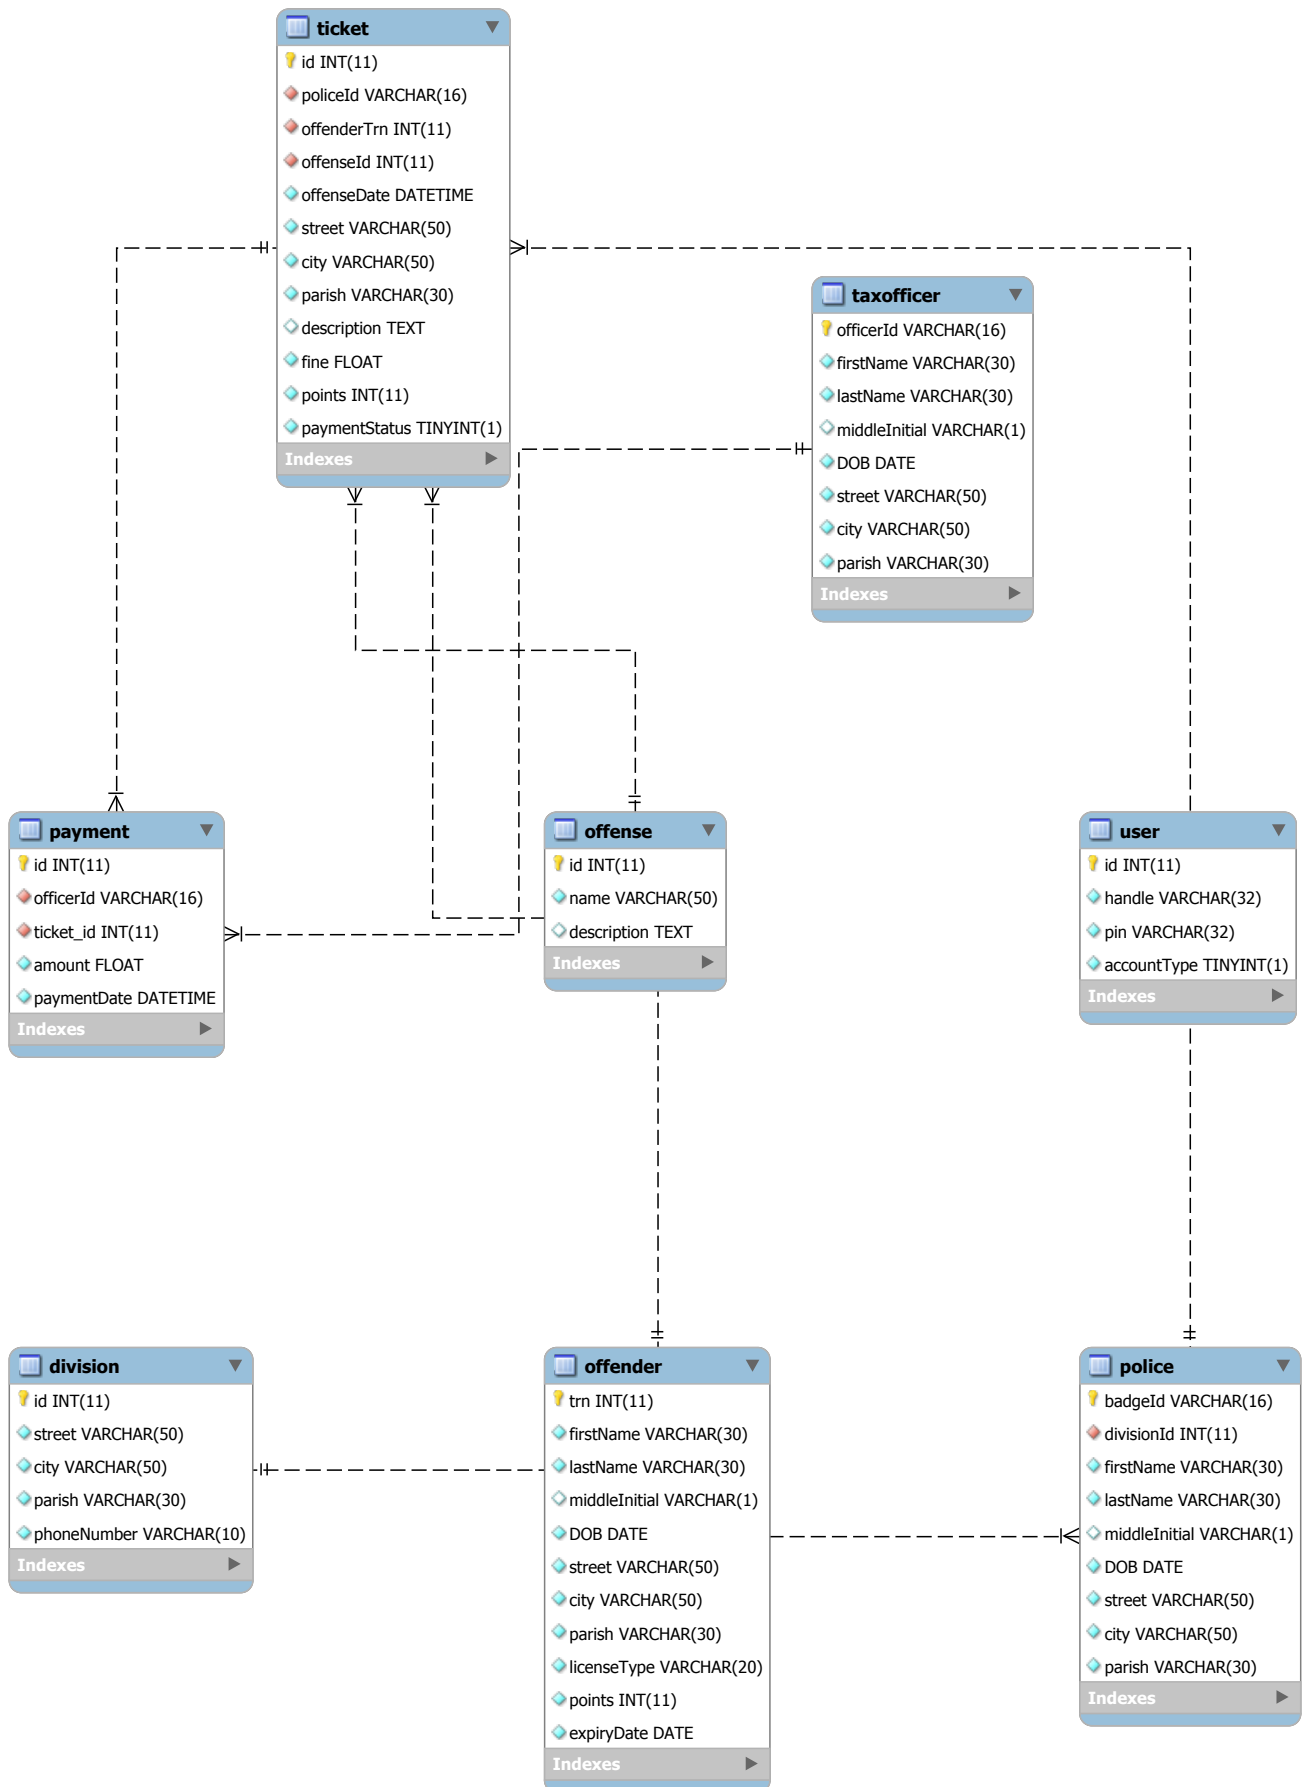 ticket
id INT(11)
policeId VARCHAR(16)
offenderTrn INT(11)
offenseId INT(11)
offenseDate DATETIME
street VARCHAR(50)
city VARCHAR(50)
parish VARCHAR(30)
description TEXT
fine FLOAT
points INT(11)
paymentStatus TINYINT(1)
Indexes
taxofficer
officerId VARCHAR(16)
firstName VARCHAR(30)
lastName VARCHAR(30)
middleInitial VARCHAR(1)
DOB DATE
street VARCHAR(50)
city VARCHAR(50)
parish VARCHAR(30)
Indexes
payment
id INT(11)
officerId VARCHAR(16)
ticket_id INT(11)
amount FLOAT
paymentDate DATETIME
Indexes
offense
id INT(11)
name VARCHAR(50)
description TEXT
Indexes
user
id INT(11)
handle VARCHAR(32)
pin VARCHAR(32)
accountType TINYINT(1)
Indexes
division
id INT(11)
street VARCHAR(50)
city VARCHAR(50)
parish VARCHAR(30)
phoneNumber VARCHAR(10)
Indexes
offender
trn INT(11)
firstName VARCHAR(30)
lastName VARCHAR(30)
middleInitial VARCHAR(1)
DOB DATE
street VARCHAR(50)
city VARCHAR(50)
parish VARCHAR(30)
licenseType VARCHAR(20)
points INT(11)
expiryDate DATE
Indexes
police
badgeId VARCHAR(16)
divisionId INT(11)
firstName VARCHAR(30)
lastName VARCHAR(30)
middleInitial VARCHAR(1)
DOB DATE
street VARCHAR(50)
city VARCHAR(50)
parish VARCHAR(30)
Indexes